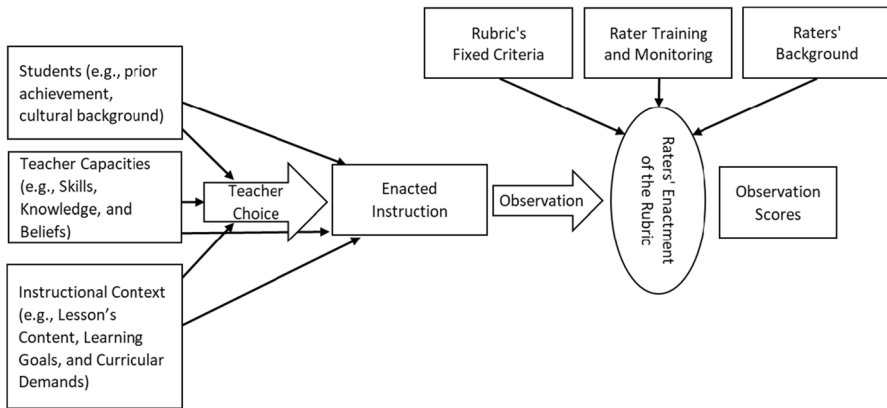 Students (e.g., prior
achievement,
cultural background)
Teacher Capacities
(e.g., Skills,
Knowledge, and
Beliefs)
Instructional Context
(e.g., Lesson’s
Content, Learning
Goals, and Curricular
Demands)
Teacher
Choice
Enacted
Instruction
Observation
Rubric's
Fixed Criteria
Rater Training
and Monitoring
Raters'
Background
Raters' Enactment
of the Rubric
Observation
Scores